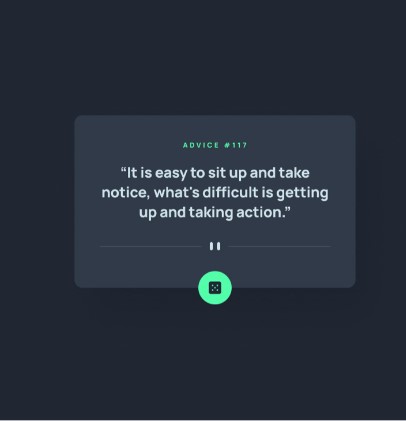 ADVICE #117
“It is easy to sit up and take
notice, what's difficult is getting
up and taking action.”